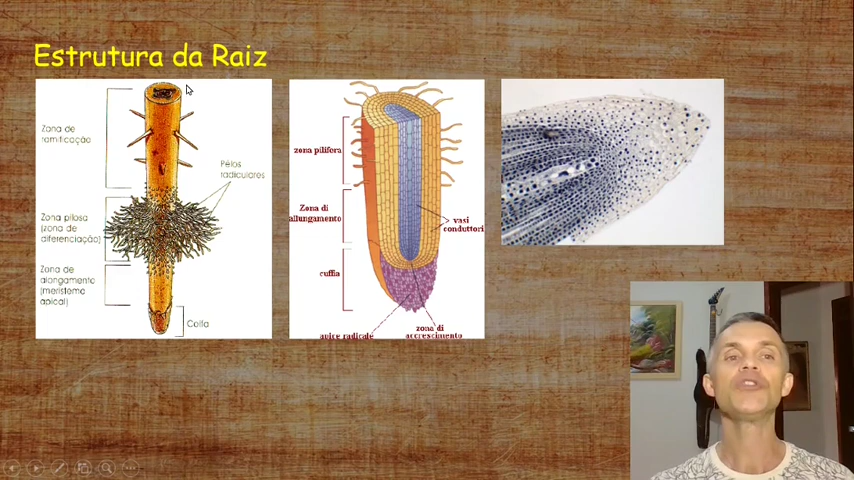 Estrutura da Raiz
Zona de
ramificação
Pêlos
radiculares
Zona pilosa
(zona de
diferenciação)
Zona de
alongamento
(meristema
apical)
Coifa
zona pilifera
Zona di
allungamento
vasi
conduttori
cuffia
apice radicale
zona di
accrescimento